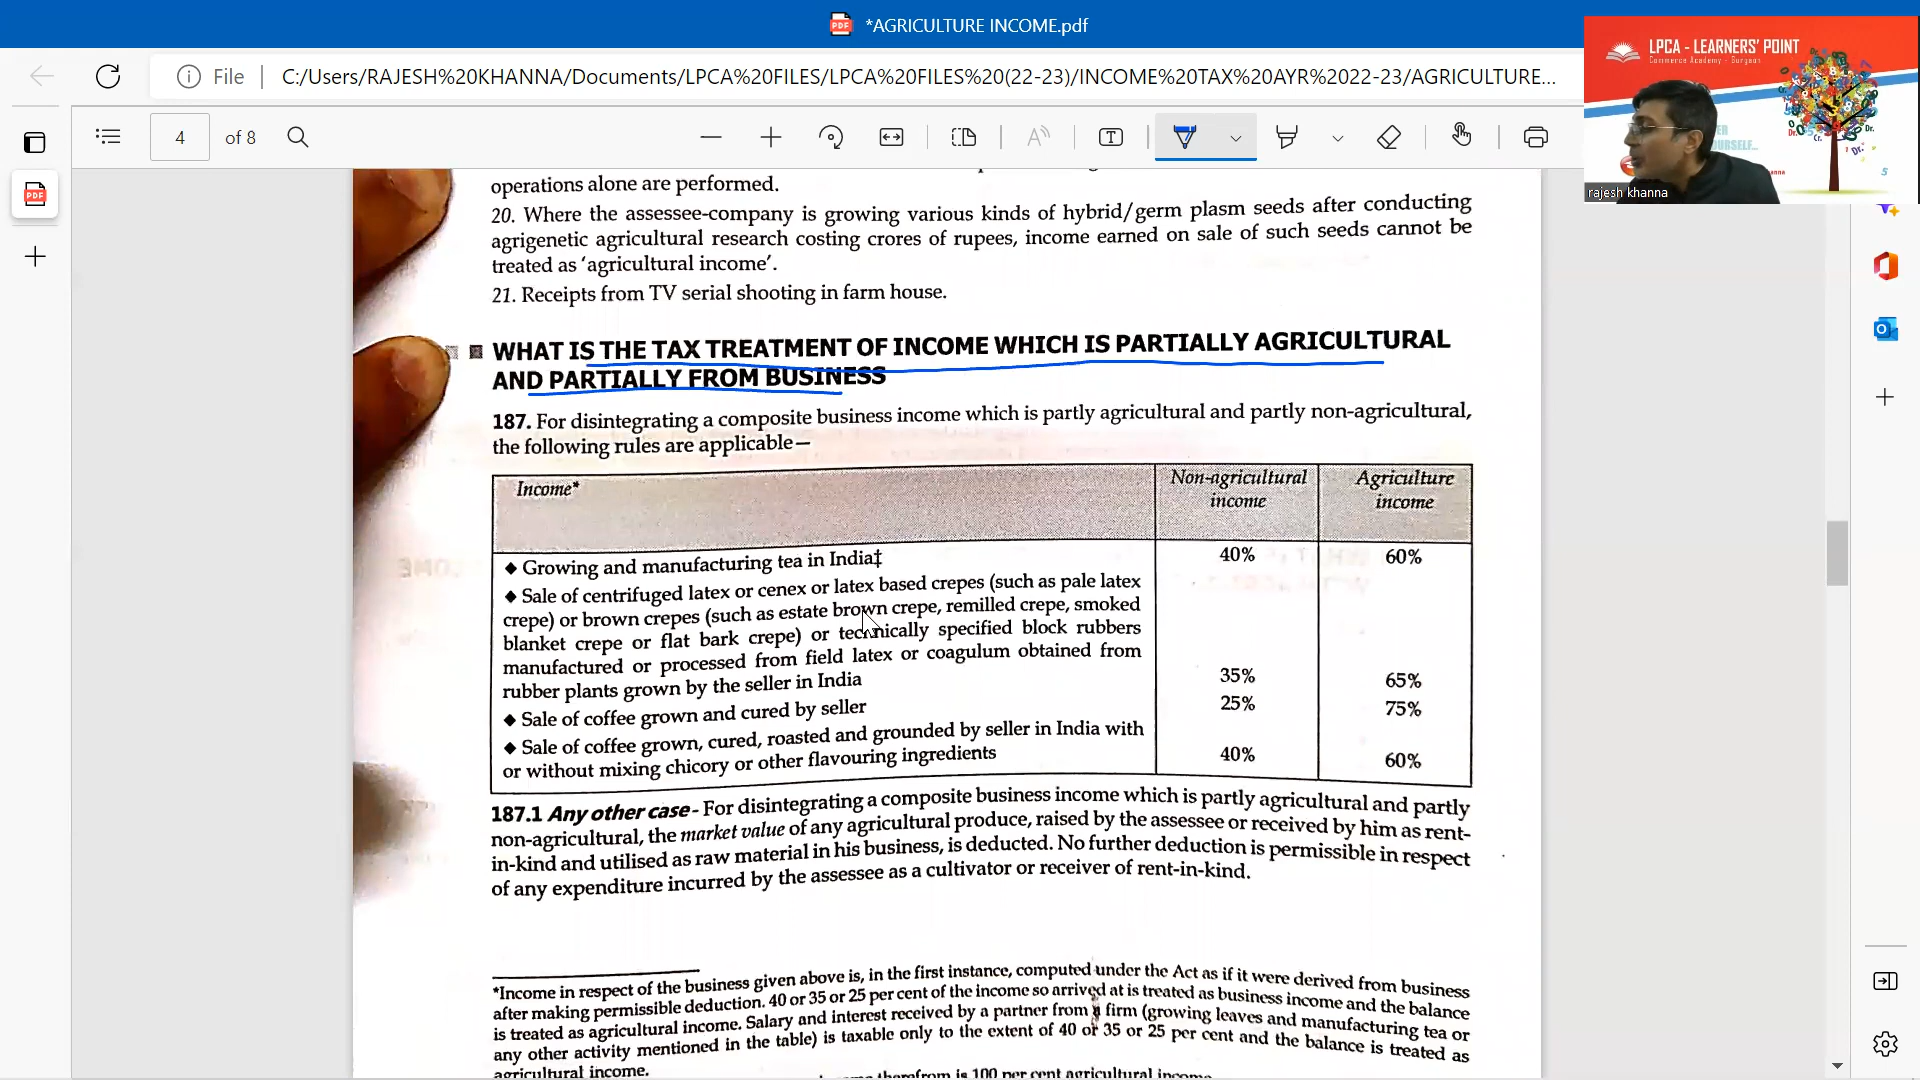 *AGRICULTURE INCOME.pdf
File
C:/Users/RAJESH%20KHANNA/Documents/LPCA%20FILES/LPCA%20FILES%20(22-23)/INCOME%20TAX%20AYR%2022-23/AGRICULTURE...
LPCA - LEARNERS' POINT
Commerce Academy - Gurgaon
rajesh khanna
4 of 8
operations alone are performed.
20. Where the assessee-company is growing various kinds of hybrid/germ plasm seeds after conducting
agrigenetic agricultural research costing crores of rupees, income earned on sale of such seeds cannot be
treated as ‘agricultural income’.
21. Receipts from TV serial shooting in farm house.
WHAT IS THE TAX TREATMENT OF INCOME WHICH IS PARTIALLY AGRICULTURAL
AND PARTIALLY FROM BUSINESS
187. For disintegrating a composite business income which is partly agricultural and partly non-agricultural,
the following rules are applicable—
Income* Non-agricultural income Agriculture income
◆ Growing and manufacturing tea in India‡ 40% 60%
◆ Sale of centrifuged latex or cenex or latex based crepes (such as pale latex
crepe) or brown crepes (such as estate brown crepe, remilled crepe, smoked
blanket crepe or flat bark crepe) or technically specified block rubbers
manufactured or processed from field latex or coagulum obtained from
rubber plants grown by the seller in India 35% 65%
◆ Sale of coffee grown and cured by seller 25% 75%
◆ Sale of coffee grown, cured, roasted and grounded by seller in India with
or without mixing chicory or other flavouring ingredients 40% 60%
187.1 Any other case- For disintegrating a composite business income which is partly agricultural and partly
non-agricultural, the market value of any agricultural produce, raised by the assessee or received by him as rent-
in-kind and utilised as raw material in his business, is deducted. No further deduction is permissible in respect
of any expenditure incurred by the assessee as a cultivator or receiver of rent-in-kind.
*Income in respect of the business given above is, in the first instance, computed under the Act as if it were derived from business
after making permissible deduction. 40 or 35 or 25 per cent of the income so arrived at is treated as business income and the balance
is treated as agricultural income. Salary and interest received by a partner from a firm (growing leaves and manufacturing tea or
any other activity mentioned in the table) is taxable only to the extent of 40 or 35 or 25 per cent and the balance is treated as
agricultural income.
therefrom is 100 per cent agricultural income